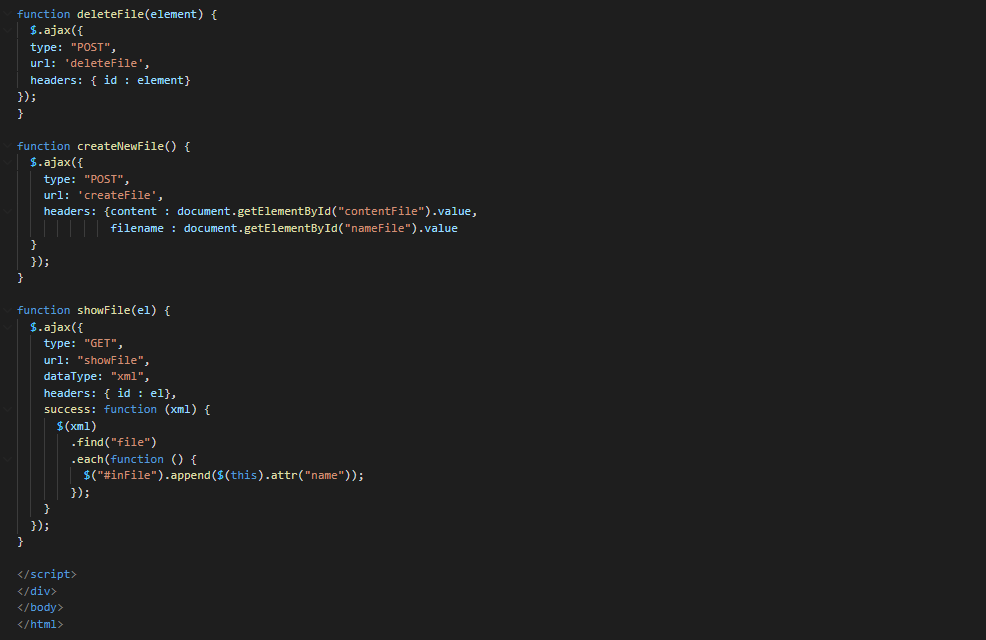 function deleteFile(element) {
$.ajax({
type: "POST",
url: 'deleteFile',
headers: { id : element}
});
}
function createNewFile() {
$.ajax({
type: "POST",
url: 'createFile',
headers: {content : document.getElementById("contentFile").value,
filename : document.getElementById("nameFile").value
}
});
}
function showFile(el) {
$.ajax({
type: "GET",
url: "showFile",
dataType: "xml",
headers: { id : el},
success: function (xml) {
$(xml)
.find("file")
.each(function () {
$("#inFile").append($(this).attr("name"));
});
}
});
}
</script>
</div>
</body>
</html>